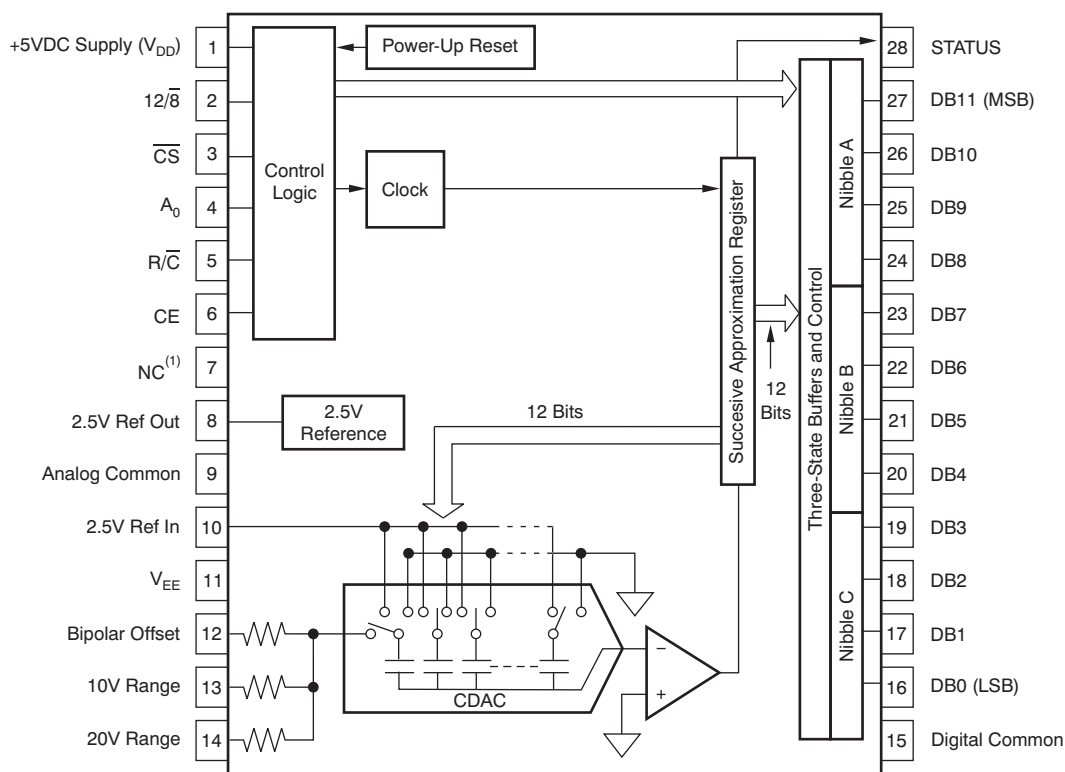 +5VDC Supply (VDD)
1
12/8̅
2
C̅S̅
3
A0
4
R/C̅
5
CE
6
NC(1)
7
2.5V Ref Out
8
Analog Common
9
2.5V Ref In
10
VEE
11
Bipolar Offset
12
10V Range
13
20V Range
14
Control
Logic
Power-Up Reset
Clock
2.5V
Reference
12 Bits
CDAC
−
+
Succesive Approximation Register
12
Bits
Three-State Buffers and Control
Nibble A
Nibble B
Nibble C
28
STATUS
27
DB11 (MSB)
26
DB10
25
DB9
24
DB8
23
DB7
22
DB6
21
DB5
20
DB4
19
DB3
18
DB2
17
DB1
16
DB0 (LSB)
15
Digital Common